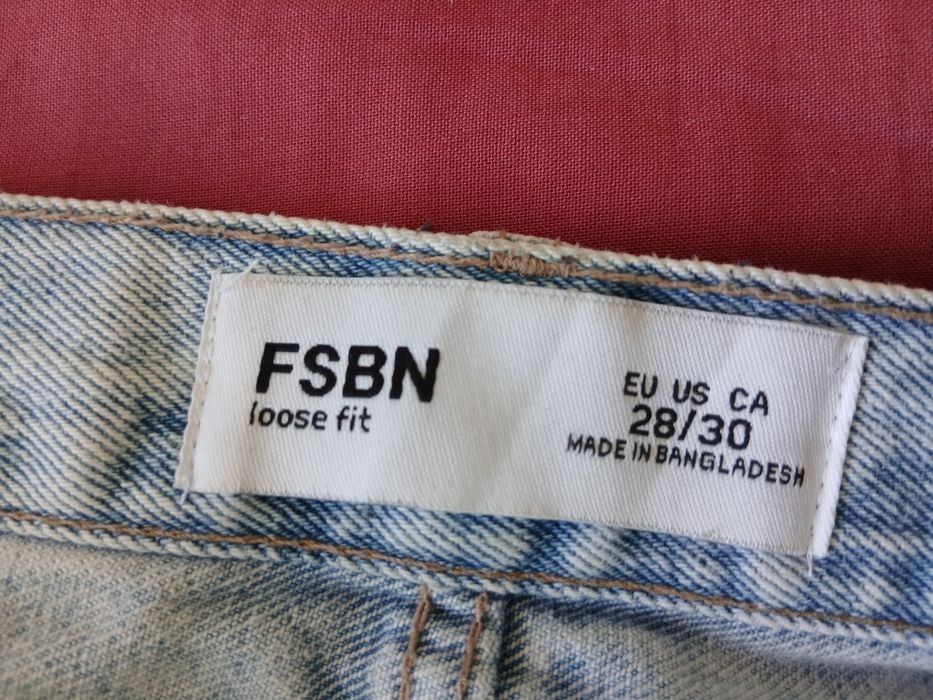 FSBN
loose fit
EU US CA
28/30
MADE IN BANGLADESH